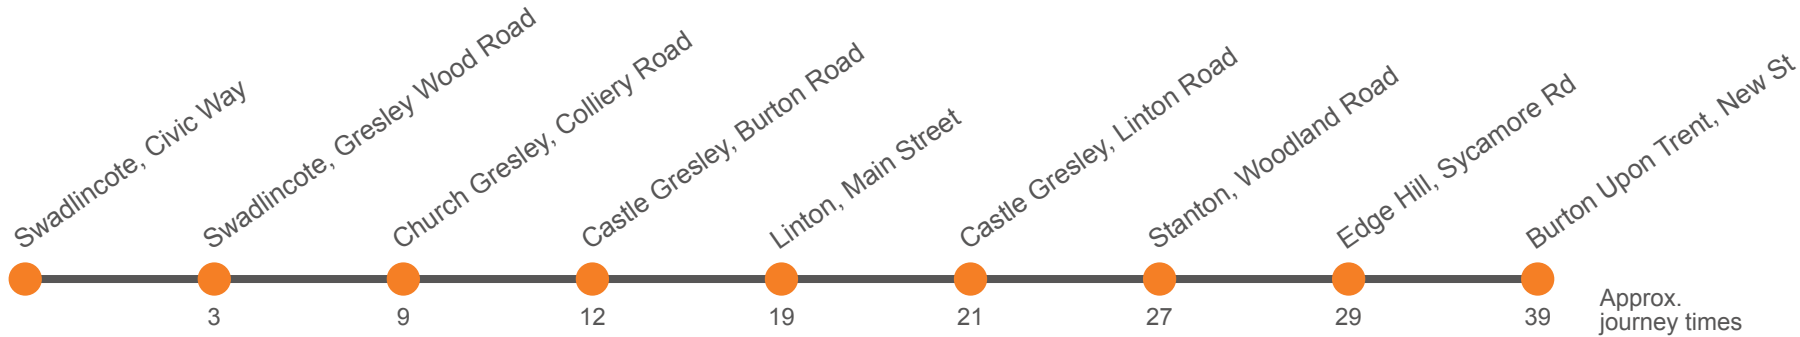 Swadlincote, Civic Way
Swadlincote, Gresley Wood Road
Church Gresley, Colliery Road
Castle Gresley, Burton Road
Linton, Main Street
Castle Gresley, Linton Road
Stanton, Woodland Road
Edge Hill, Sycamore Rd
Burton Upon Trent, New St
3
9
12
19
21
27
29
39
Approx.
journey times